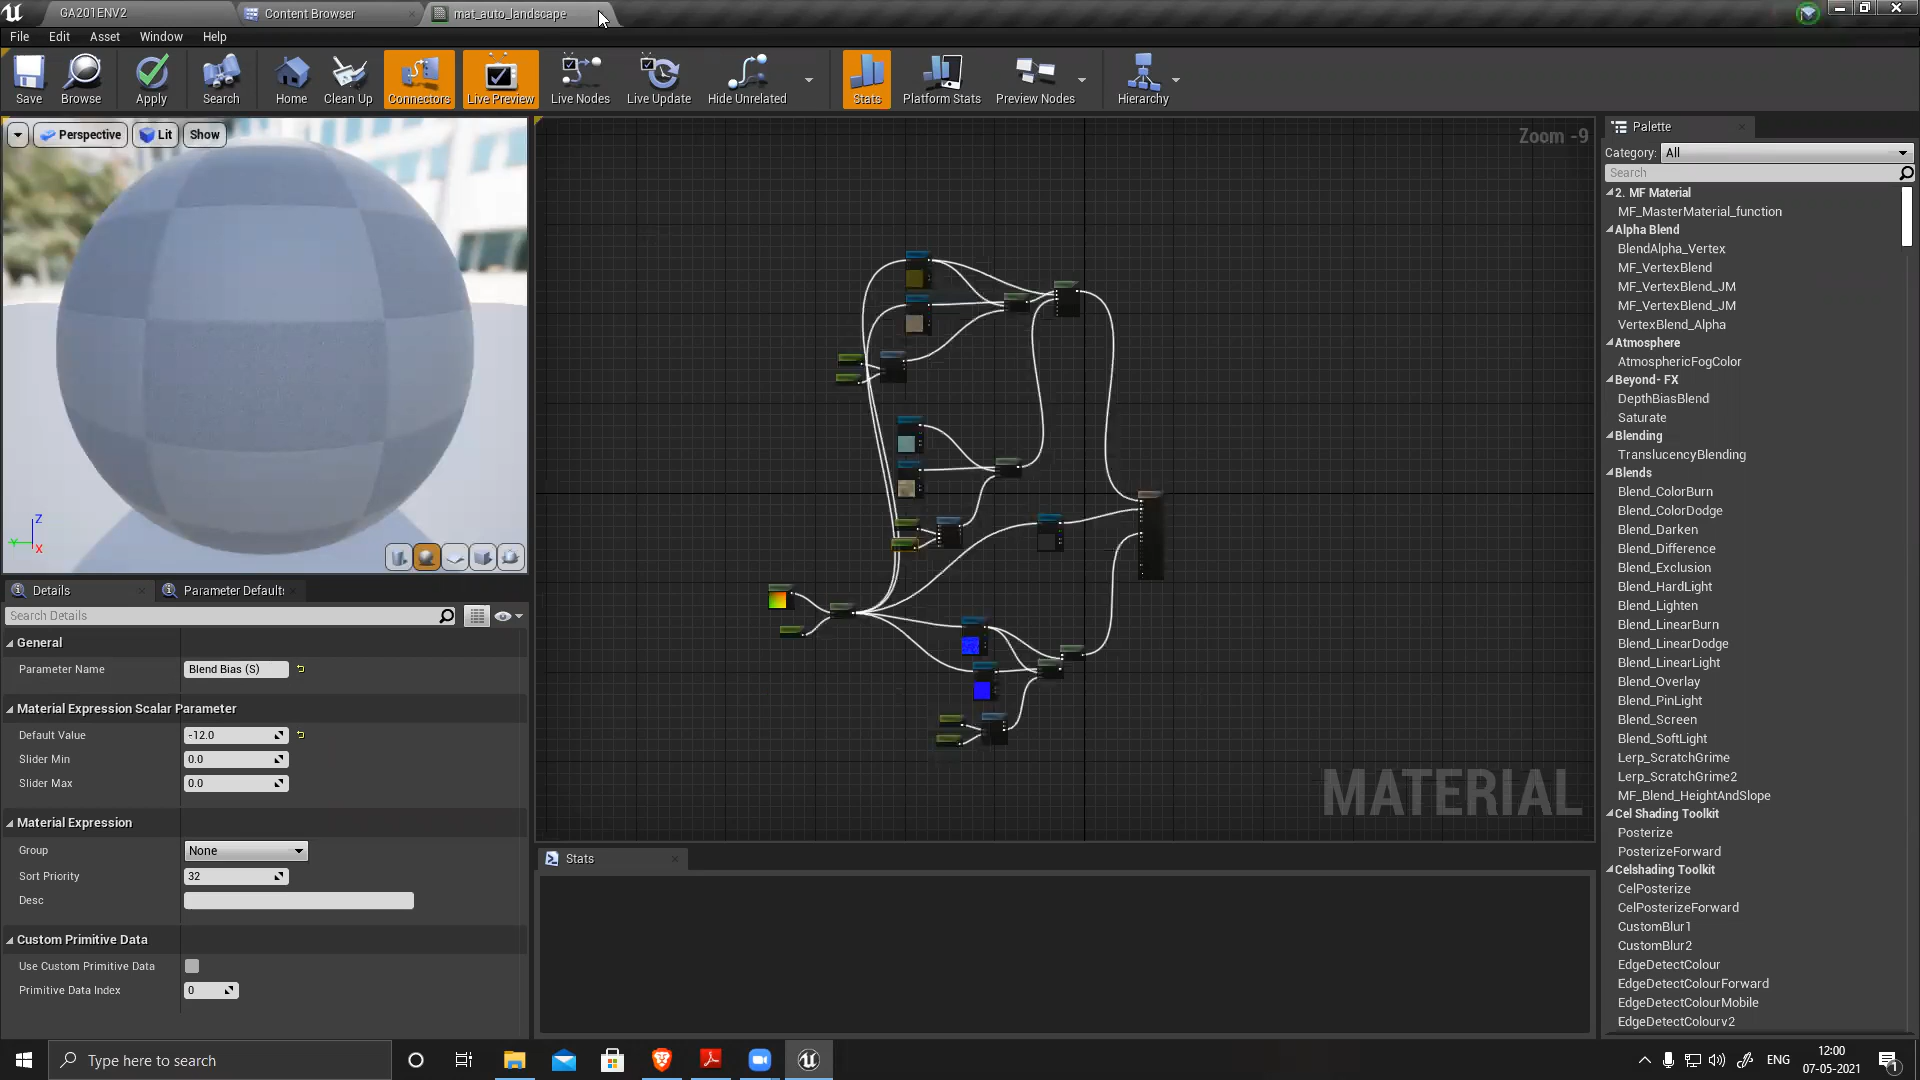 GA201ENV2
Content Browser
mat_auto_landscape
File Edit Asset Window Help
Save
Browse
Apply
Search
Home
Clean Up
Connectors
Live Preview
Live Nodes
Live Update
Hide Unrelated
Stats
Platform Stats
Preview Nodes
Hierarchy
Perspective
Lit
Show
Z
Y
X
Details
Parameter Default
Search Details
General
Parameter Name Blend Bias (S)
Material Expression Scalar Parameter
Default Value -12.0
Slider Min 0.0
Slider Max 0.0
Material Expression
Group None
Sort Priority 32
Desc
Custom Primitive Data
Use Custom Primitive Data
Primitive Data Index 0
Zoom -9
MATERIAL
Stats
Palette
Category: All
Search
2. MF Material
MF_MasterMaterial_function
Alpha Blend
BlendAlpha_Vertex
MF_VertexBlend
MF_VertexBlend_JM
MF_VertexBlend_JM
VertexBlend_Alpha
Atmosphere
AtmosphericFogColor
Beyond- FX
DepthBiasBlend
Saturate
Blending
TranslucencyBlending
Blends
Blend_ColorBurn
Blend_ColorDodge
Blend_Darken
Blend_Difference
Blend_Exclusion
Blend_HardLight
Blend_Lighten
Blend_LinearBurn
Blend_LinearDodge
Blend_LinearLight
Blend_Overlay
Blend_PinLight
Blend_Screen
Blend_SoftLight
Lerp_ScratchGrime
Lerp_ScratchGrime2
MF_Blend_HeightAndSlope
Cel Shading Toolkit
Posterize
PosterizeForward
Celshading Toolkit
CelPosterize
CelPosterizeForward
CustomBlur1
CustomBlur2
EdgeDetectColour
EdgeDetectColourForward
EdgeDetectColourMobile
EdgeDetectColourv2
Type here to search
ENG
12:00
07-05-2021
1